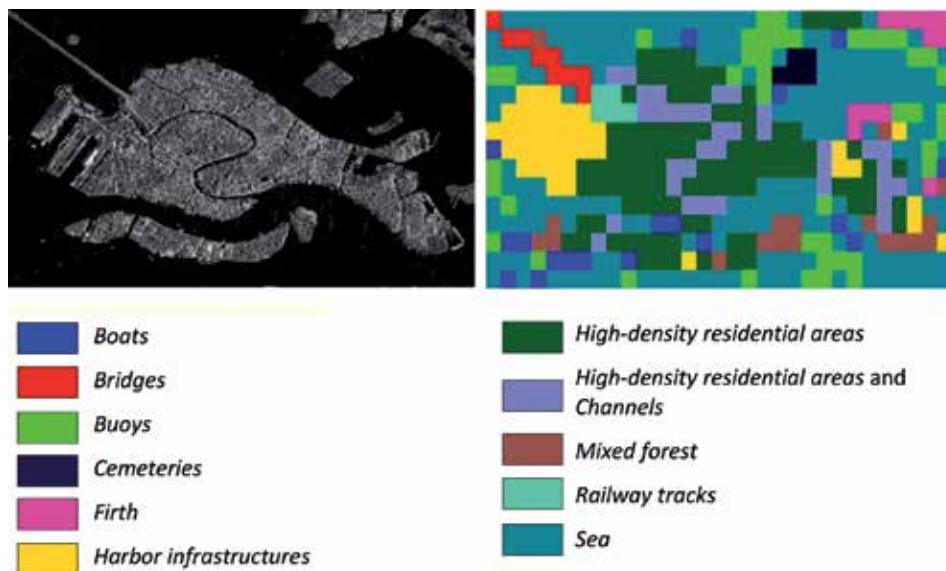 Boats
Bridges
Buoys
Cemeteries
Firth
Harbor infrastructures
High-density residential areas
High-density residential areas and
Channels
Mixed forest
Railway tracks
Sea